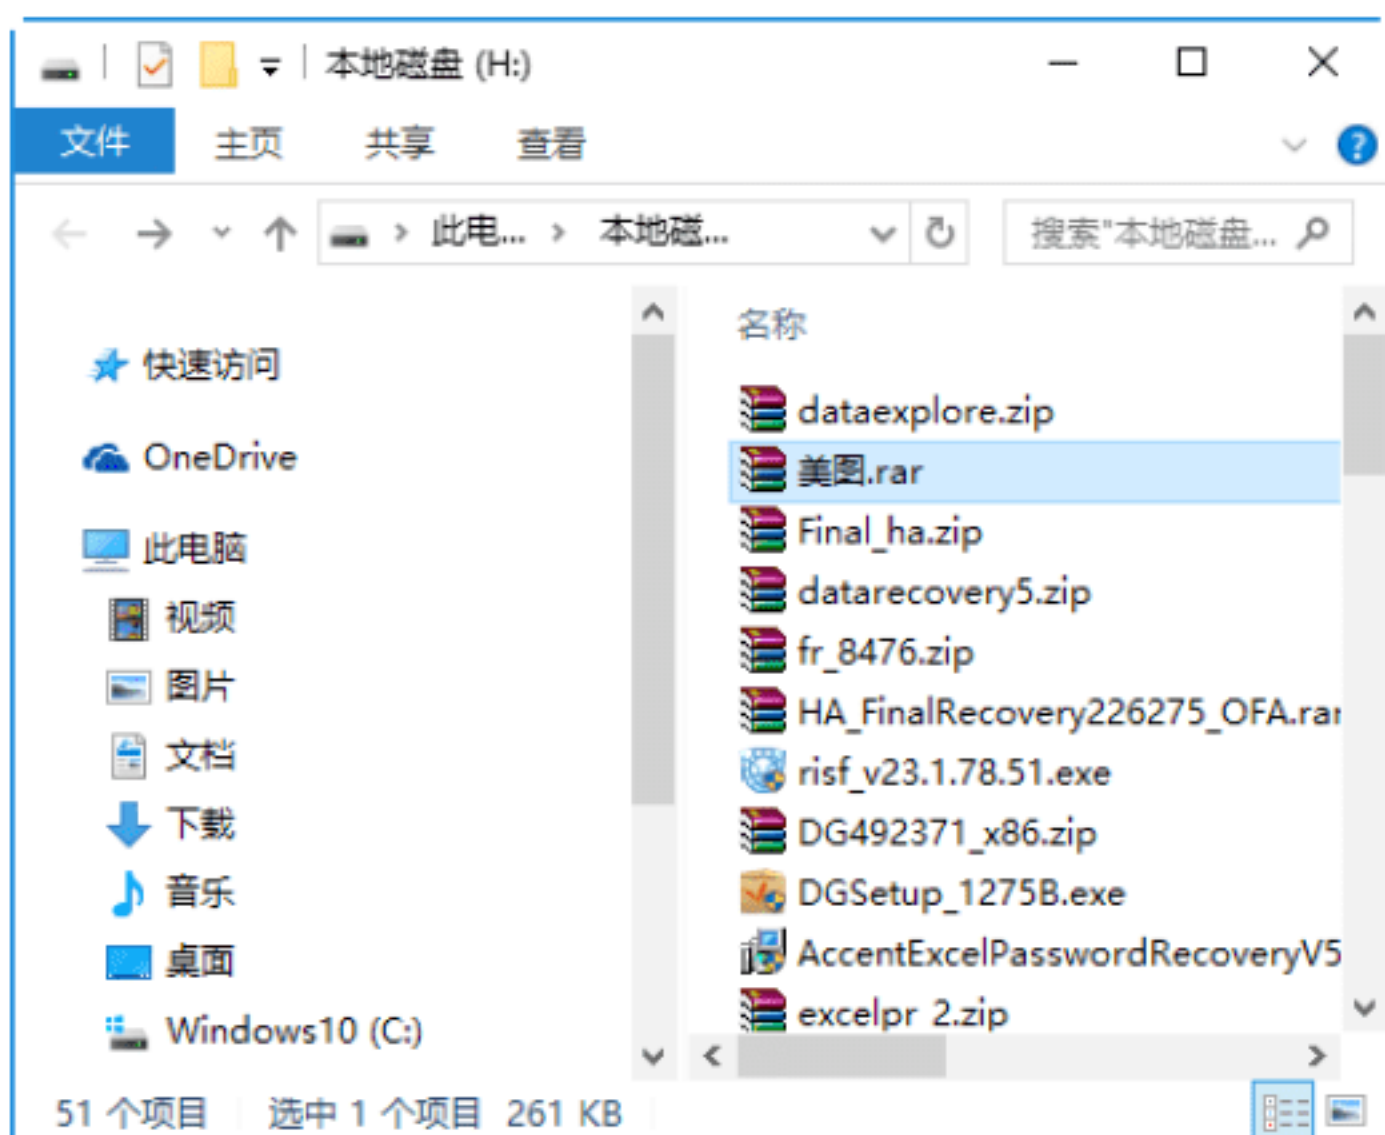 本地磁盘 (H:)
文件 主页 共享 查看
此电... 本地磁... 搜索"本地磁盘...
快速访问
OneDrive
此电脑
视频
图片
文档
下载
音乐
桌面
Windows10 (C:)
名称
dataexplore.zip
美图.rar
Final_ha.zip
datarecovery5.zip
fr_8476.zip
HA_FinalRecovery226275_OFA.rar
risf_v23.1.78.51.exe
DG492371_x86.zip
DGSetup_1275B.exe
AccentExcelPasswordRecoveryV5
excelpr 2.zip
51 个项目 选中 1 个项目 261 KB